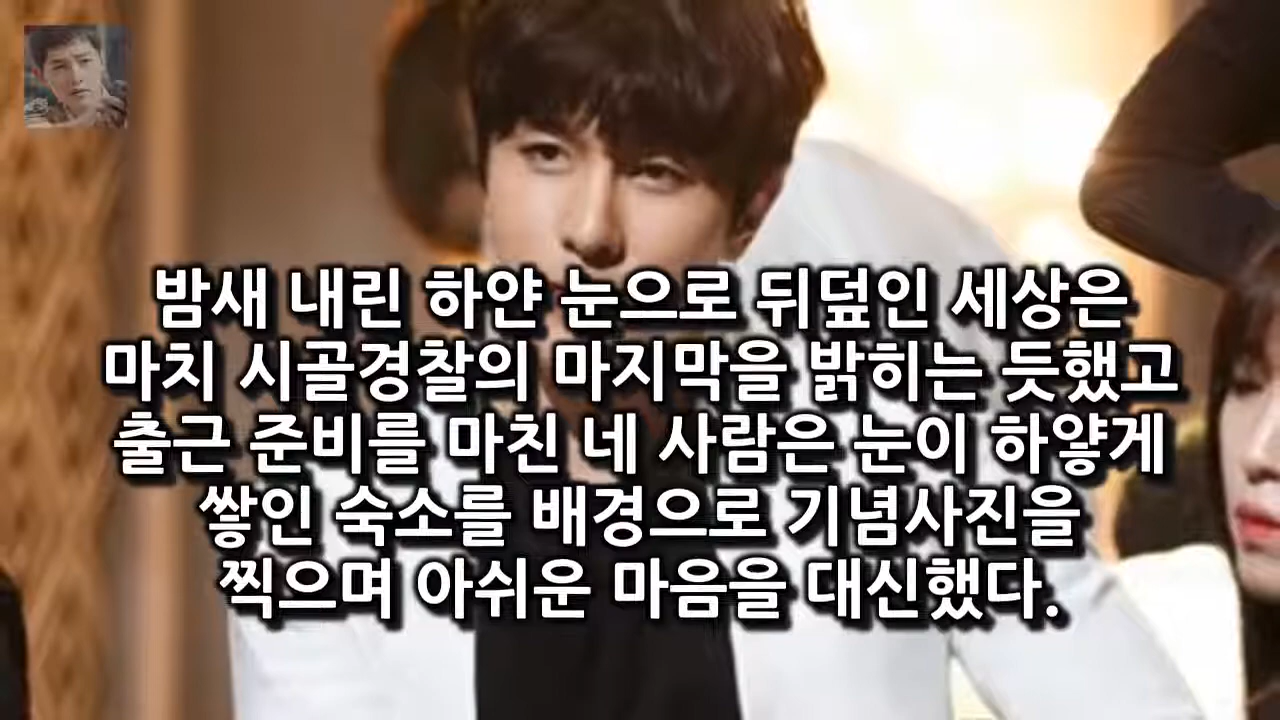 밤새 내린 하얀 눈으로 뒤덮인 세상은
마치 시골경찰의 마지막을 밝히는 듯했고
출근 준비를 마친 네 사람은 눈이 하얗게
쌓인 숙소를 배경으로 기념사진을
찍으며 아쉬운 마음을 대신했다.